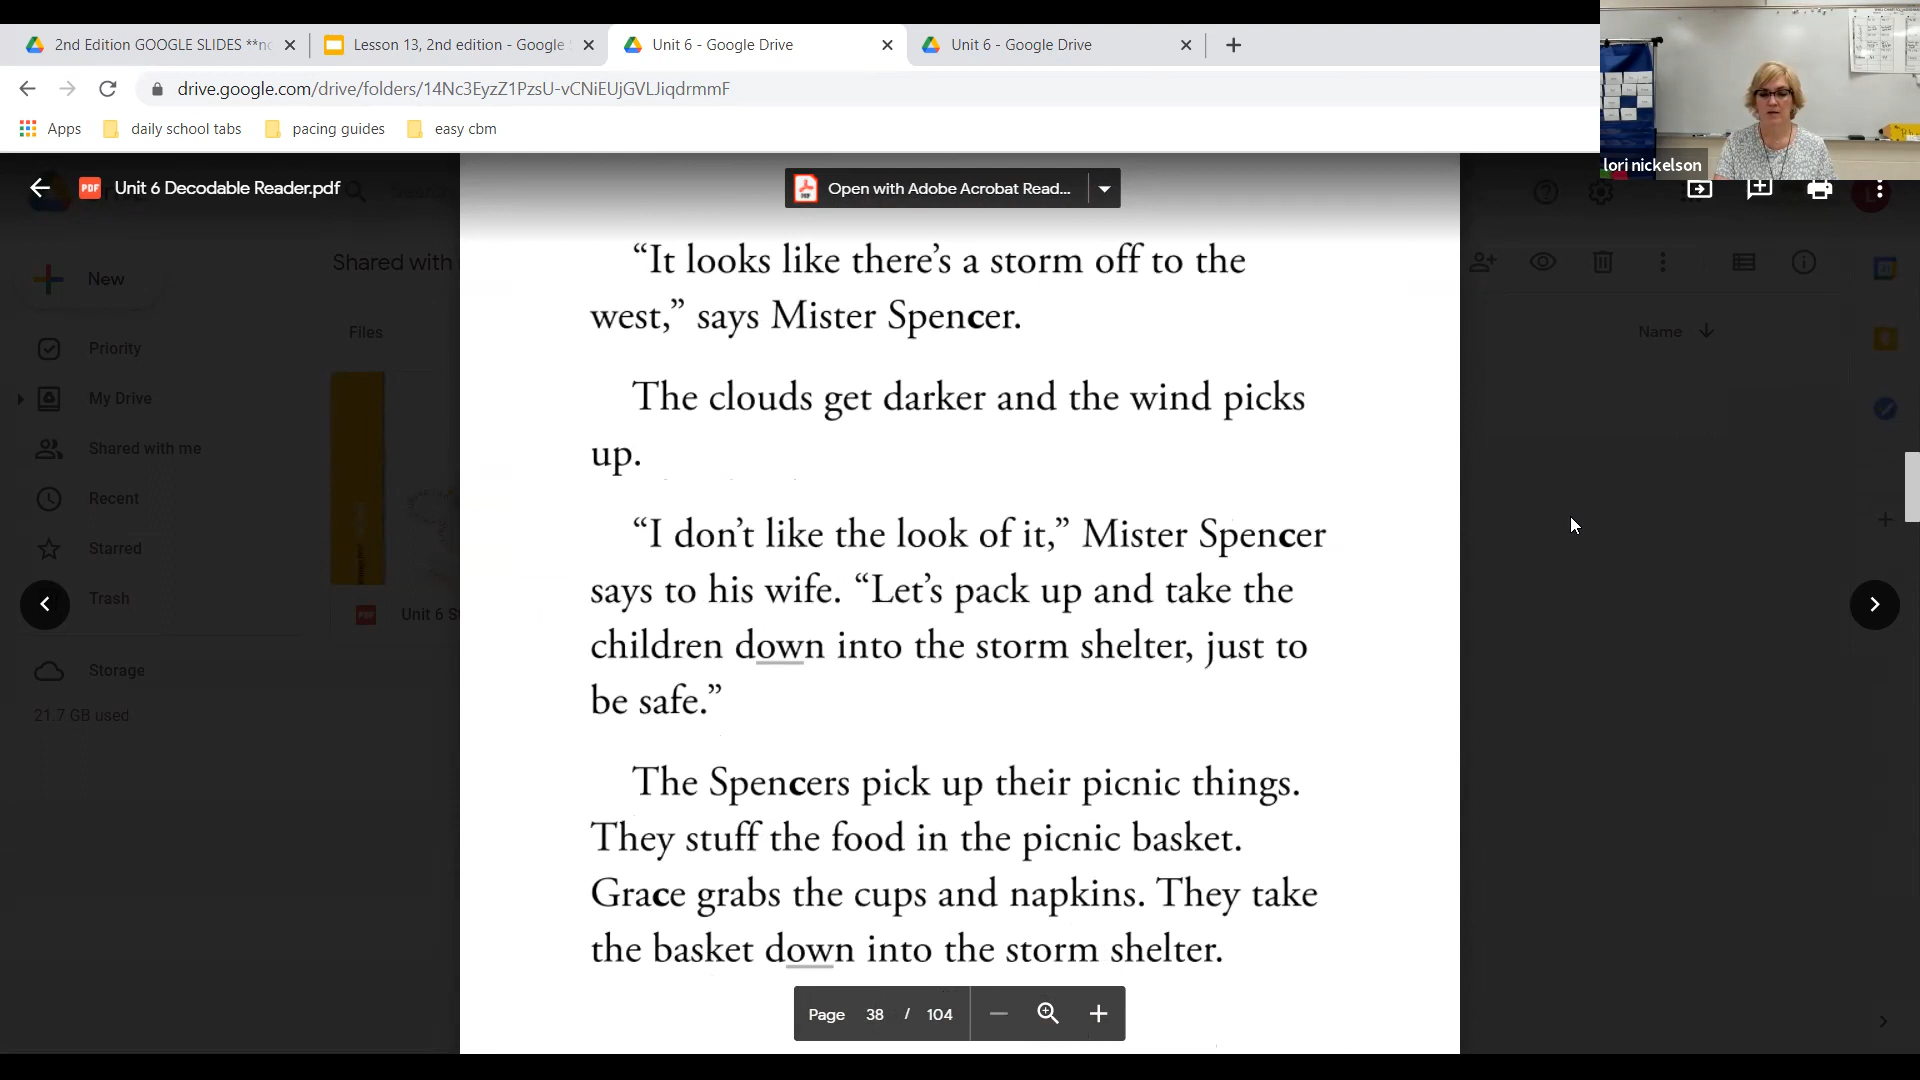 2nd Edition GOOGLE SLIDES **no
Lesson 13, 2nd edition - Google S
Unit 6 - Google Drive
Unit 6 - Google Drive
drive.google.com/drive/folders/14Nc3EyzZ1PzsU-vCNiEUjGVLJiqdrmmF
Apps
daily school tabs
pacing guides
easy cbm
lori nickelson
Unit 6 Decodable Reader.pdf
Open with Adobe Acrobat Read...
New
Shared with
Priority
My Drive
Shared with me
Recent
Starred
Trash
Storage
21.7 GB used
Files
Name
Unit 6 S
“It looks like there’s a storm off to the
west,” says Mister Spencer.
The clouds get darker and the wind picks
up.
“I don’t like the look of it,” Mister Spencer
says to his wife. “Let’s pack up and take the
children down into the storm shelter, just to
be safe.”
The Spencers pick up their picnic things.
They stuff the food in the picnic basket.
Grace grabs the cups and napkins. They take
the basket down into the storm shelter.
Page 38 / 104